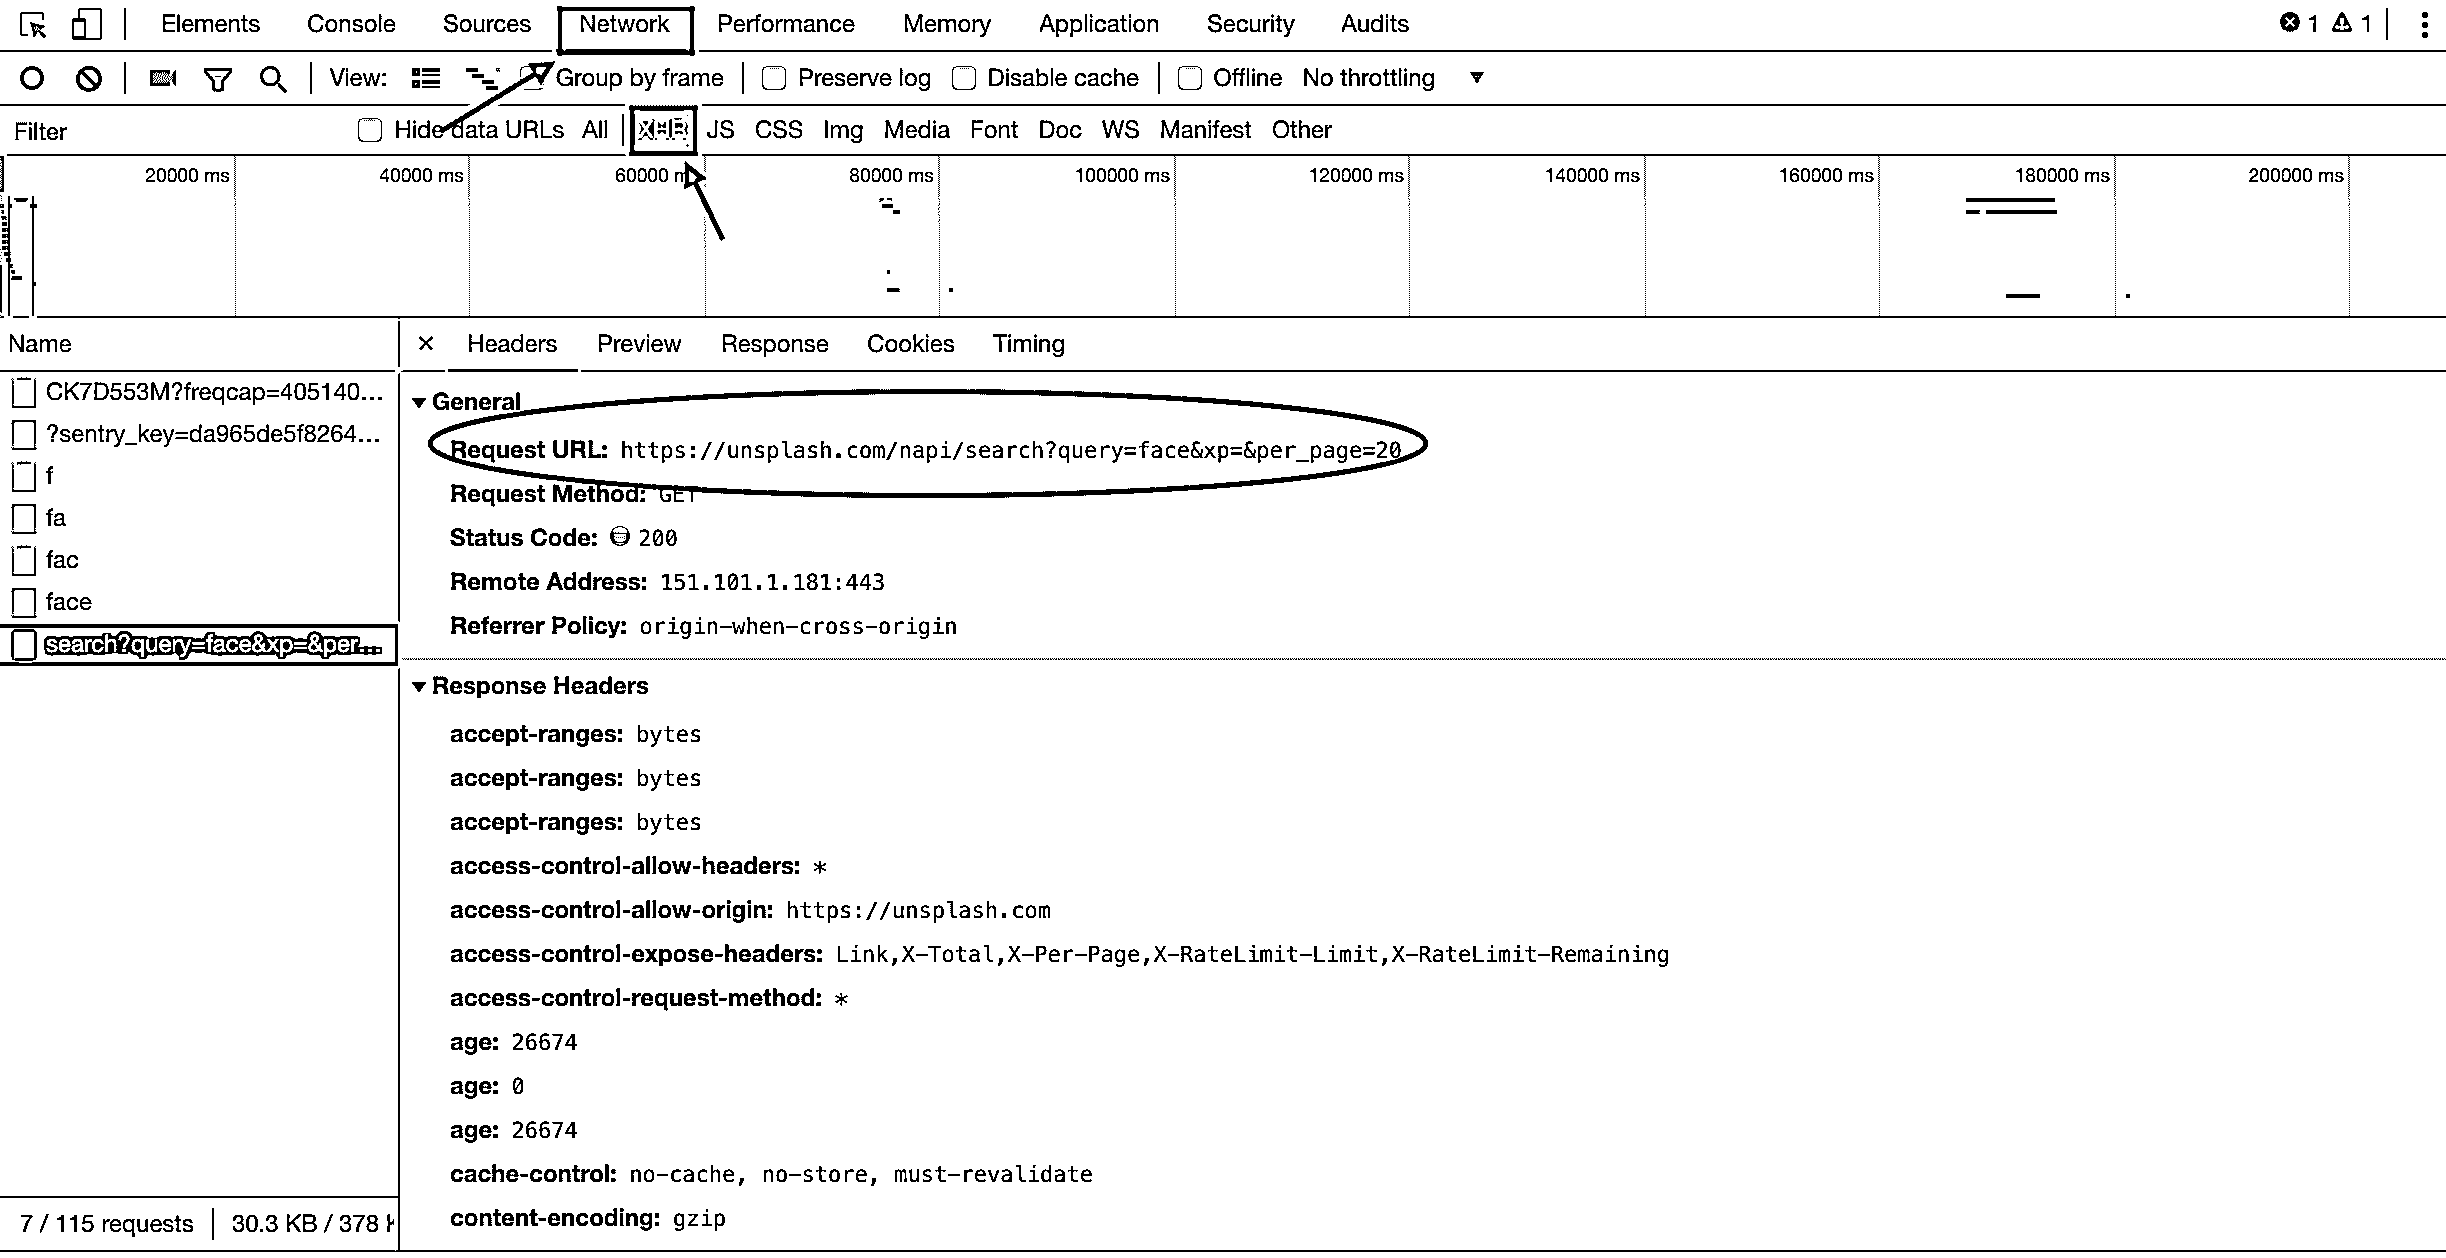 Elements Console Sources Network Performance Memory Application Security Audits 1 1
View: Group by frame Preserve log Disable cache Offline No throttling
Filter Hide data URLs All XHR JS CSS Img Media Font Doc WS Manifest Other
20000 ms 40000 ms 60000 m 80000 ms 100000 ms 120000 ms 140000 ms 160000 ms 180000 ms 200000 ms
Name
CK7D553M?freqcap=405140...
?sentry_key=da965de5f8264...
f
fa
fac
face
search?query=face&xp=&per...
7 / 115 requests 30.3 KB / 378
× Headers Preview Response Cookies Timing
General
Request URL: https://unsplash.com/napi/search?query=face&xp=&per_page=20
Request Method: GET
Status Code: 200
Remote Address: 151.101.1.181:443
Referrer Policy: origin-when-cross-origin
Response Headers
accept-ranges: bytes
accept-ranges: bytes
accept-ranges: bytes
access-control-allow-headers: *
access-control-allow-origin: https://unsplash.com
access-control-expose-headers: Link,X-Total,X-Per-Page,X-RateLimit-Limit,X-RateLimit-Remaining
access-control-request-method: *
age: 26674
age: 0
age: 26674
cache-control: no-cache, no-store, must-revalidate
content-encoding: gzip